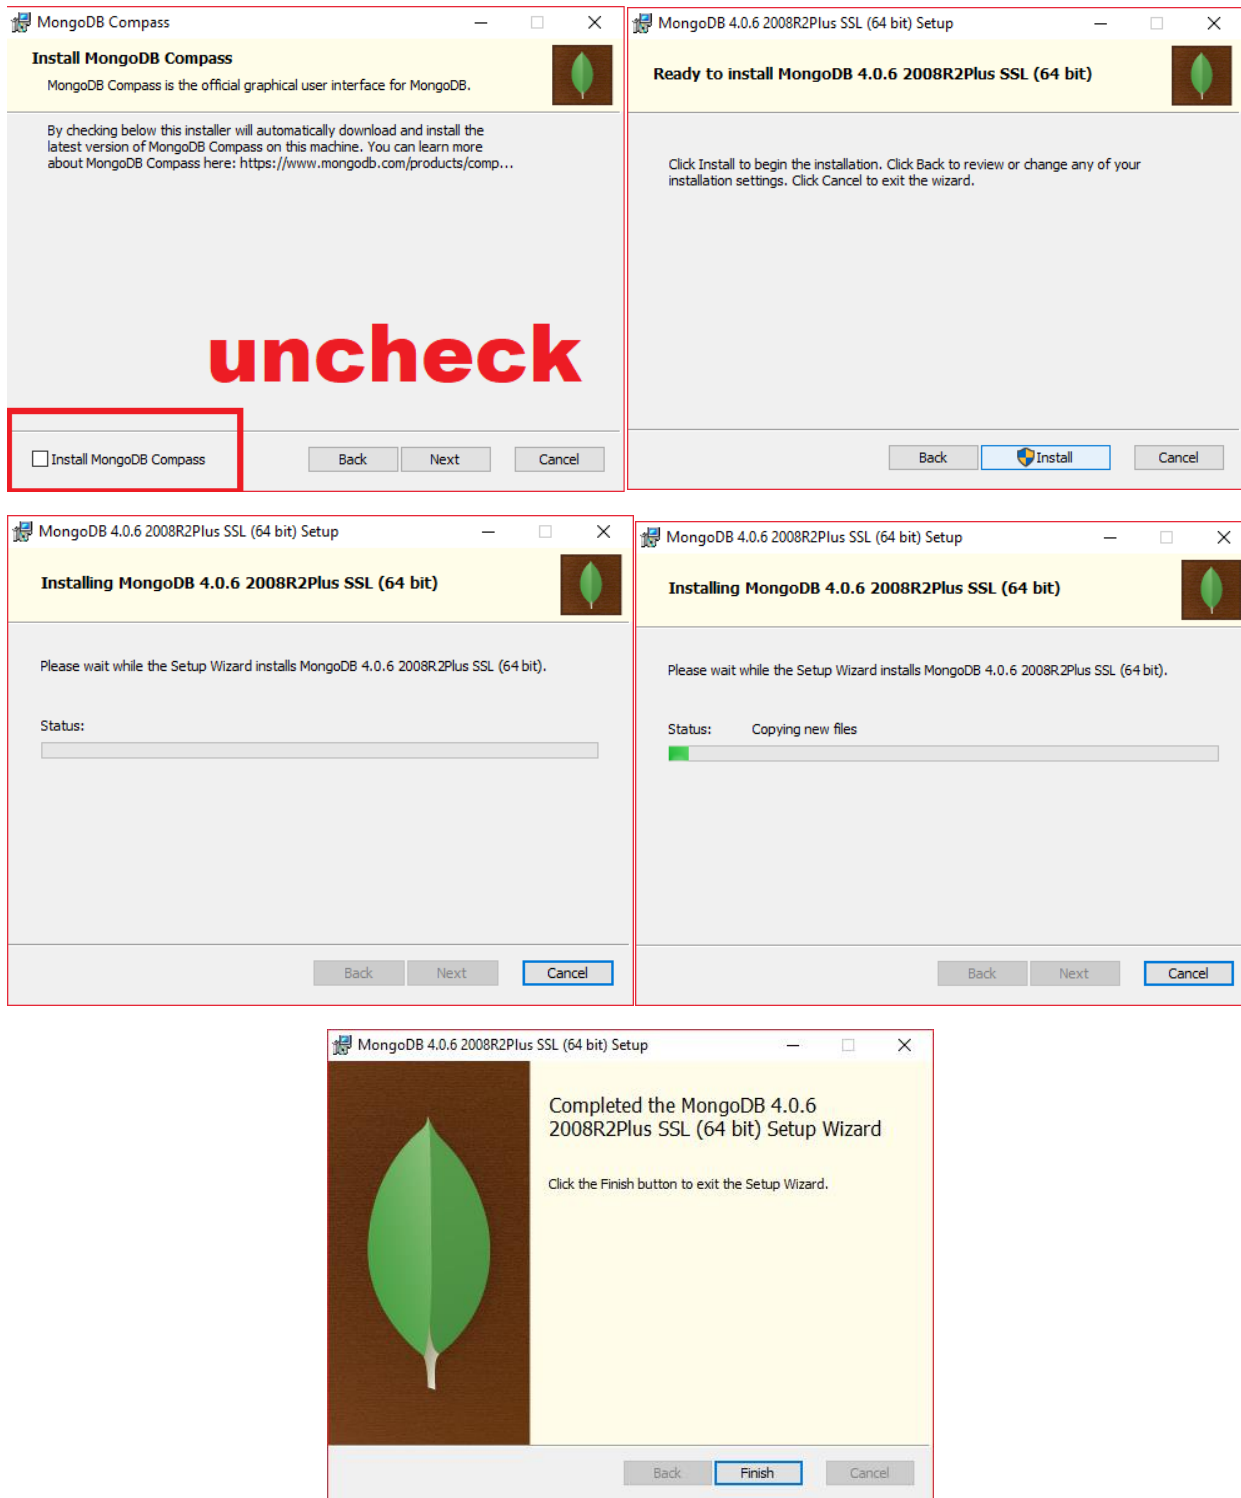 MongoDB Compass
Install MongoDB Compass
MongoDB Compass is the official graphical user interface for MongoDB.
By checking below this installer will automatically download and install the
latest version of MongoDB Compass on this machine. You can learn more
about MongoDB Compass here: https://www.mongodb.com/products/comp...
uncheck
Install MongoDB Compass
Back
Next
Cancel
MongoDB 4.0.6 2008R2Plus SSL (64 bit) Setup
Ready to install MongoDB 4.0.6 2008R2Plus SSL (64 bit)
Click Install to begin the installation. Click Back to review or change any of your
installation settings. Click Cancel to exit the wizard.
Back
Install
Cancel
MongoDB 4.0.6 2008R2Plus SSL (64 bit) Setup
Installing MongoDB 4.0.6 2008R2Plus SSL (64 bit)
Please wait while the Setup Wizard installs MongoDB 4.0.6 2008R2Plus SSL (64 bit).
Status:
Back
Next
Cancel
MongoDB 4.0.6 2008R2Plus SSL (64 bit) Setup
Installing MongoDB 4.0.6 2008R2Plus SSL (64 bit)
Please wait while the Setup Wizard installs MongoDB 4.0.6 2008R2Plus SSL (64 bit).
Status: Copying new files
Back
Next
Cancel
MongoDB 4.0.6 2008R2Plus SSL (64 bit) Setup
Completed the MongoDB 4.0.6
2008R2Plus SSL (64 bit) Setup Wizard
Click the Finish button to exit the Setup Wizard.
Back
Finish
Cancel